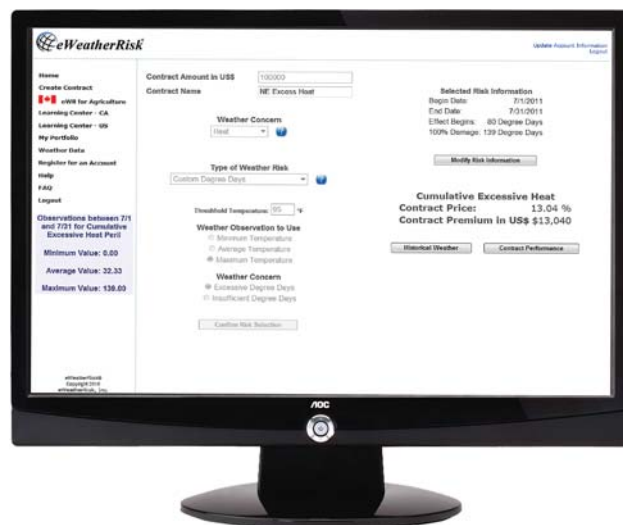 eWeatherRisk
Update Account Information
Logout
Home
Create Contract
eWR for Agriculture
Learning Center - CA
Learning Center - US
My Portfolio
Weather Data
Register for an Account
Help
FAQ
Logout
Observations between 7/1
and 7/31 for Cumulative
Excessive Heat Peril
Minimum Value: 0.00
Average Value: 32.33
Maximum Value: 139.00
Copyright
Contract Amount in US$ 100000
Contract Name NE Excess Heat
Weather Concern
Heat
?
Type of Weather Risk
Custom Degree Days
?
Threshhold Temperature: 95 °F
Weather Observation to Use
Minimum Temperature
Average Temperature
Maximum Temperature
Weather Concern
Excessive Degree Days
Insufficient Degree Days
Confirm Risk Selection
Selected Risk Information
Begin Date: 7/1/2011
End Date: 7/31/2011
Effect Begins: 80 Degree Days
100% Damage: 139 Degree Days
Modify Risk Information
Cumulative Excessive Heat
Contract Price: 13.04 %
Contract Premium in US$ $13,040
Historical Weather
Contract Performance
AOC